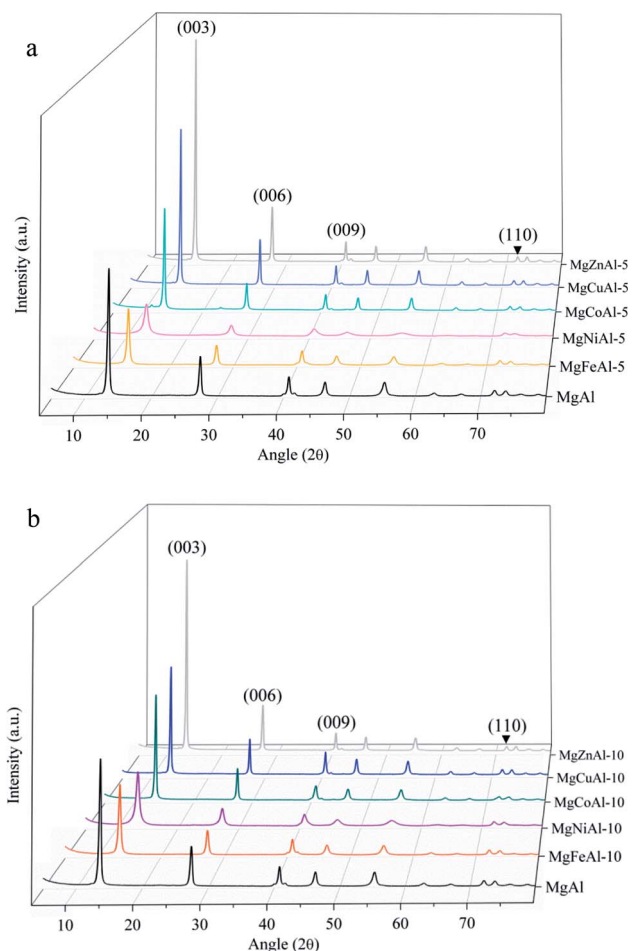 a
(003)
(006)
(009)
(110)
Intensity (a.u.)
MgZnAl-5
MgCuAl-5
MgCoAl-5
MgNiAl-5
MgFeAl-5
MgAl
10 20 30 40 50 60 70
Angle (2θ)
b
(003)
(006)
(009)
(110)
Intensity (a.u.)
MgZnAl-10
MgCuAl-10
MgCoAl-10
MgNiAl-10
MgFeAl-10
MgAl
10 20 30 40 50 60 70
Angle (2θ)